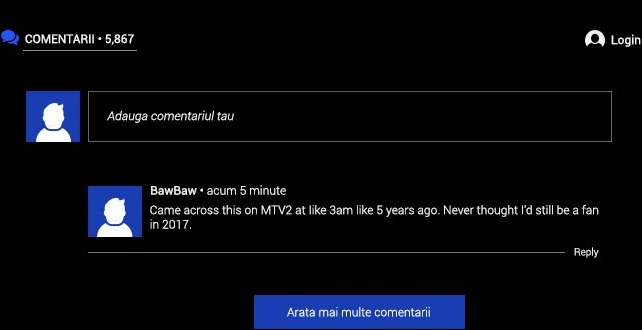 COMENTARII • 5,867
Login
Adauga comentariul tau
BawBaw • acum 5 minute
Came across this on MTV2 at like 3am like 5 years ago. Never thought I'd still be a fan
in 2017.
Reply
Arata mai multe comentarii